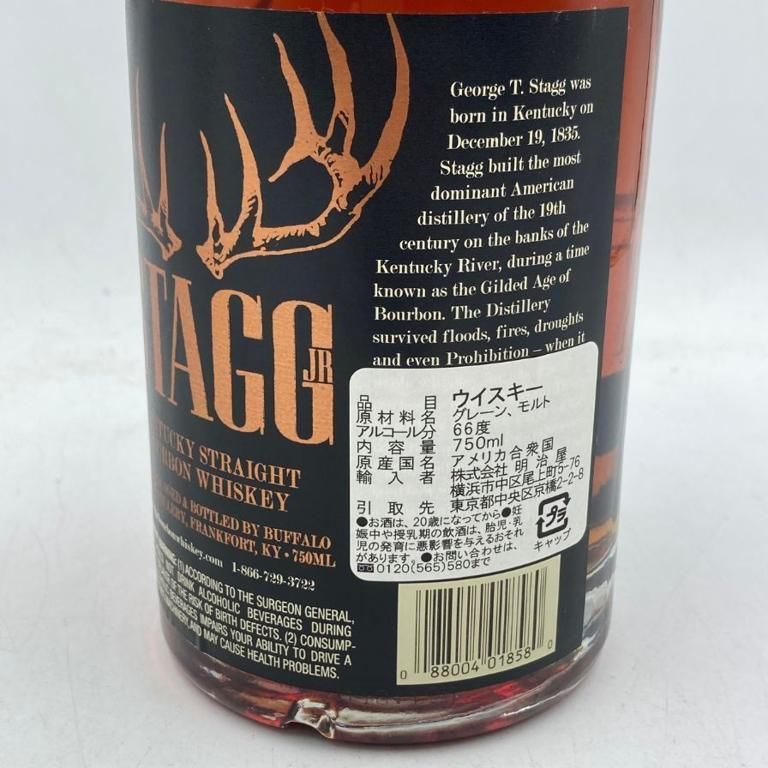 George T. Stagg was
born in Kentucky on
December 19, 1835.
Stagg built the most
dominant American
distillery of the 19th
century on the banks of the
Kentucky River, during a time
known as the Gilded Age of
Bourbon. The Distillery
survived floods, fires, droughts
and even Prohibition – when it
TAGG
JR
STRAIGHT
WHISKEY
& BOTTLED BY BUFFALO
FRANKFORT, KY • 750ML
1-866-729-3722
(1) ACCORDING TO THE SURGEON GENERAL,
NOT DRINK ALCOHOLIC BEVERAGES DURING
OF THE RISK OF BIRTH DEFECTS. (2) CONSUMP-
BEVERAGES IMPAIRS YOUR ABILITY TO DRIVE A
AND MAY CAUSE HEALTH PROBLEMS.
品目 ウイスキー
原材料名 グレーン、モルト
アルコール分 66度
内容量 750ml
原産国名 アメリカ合衆国
輸入者 株式会社 明治屋
横浜市中区尾上町5-76
引取先 東京都中央区京橋2-2-8
●お酒は、20歳になってから●妊
娠中や授乳期の飲酒は、胎児・乳
児の発育に悪影響を与えるおそれ
があります。●お問い合わせは、
0120(565)580まで
プラ
キャップ
0 88004 01858 0